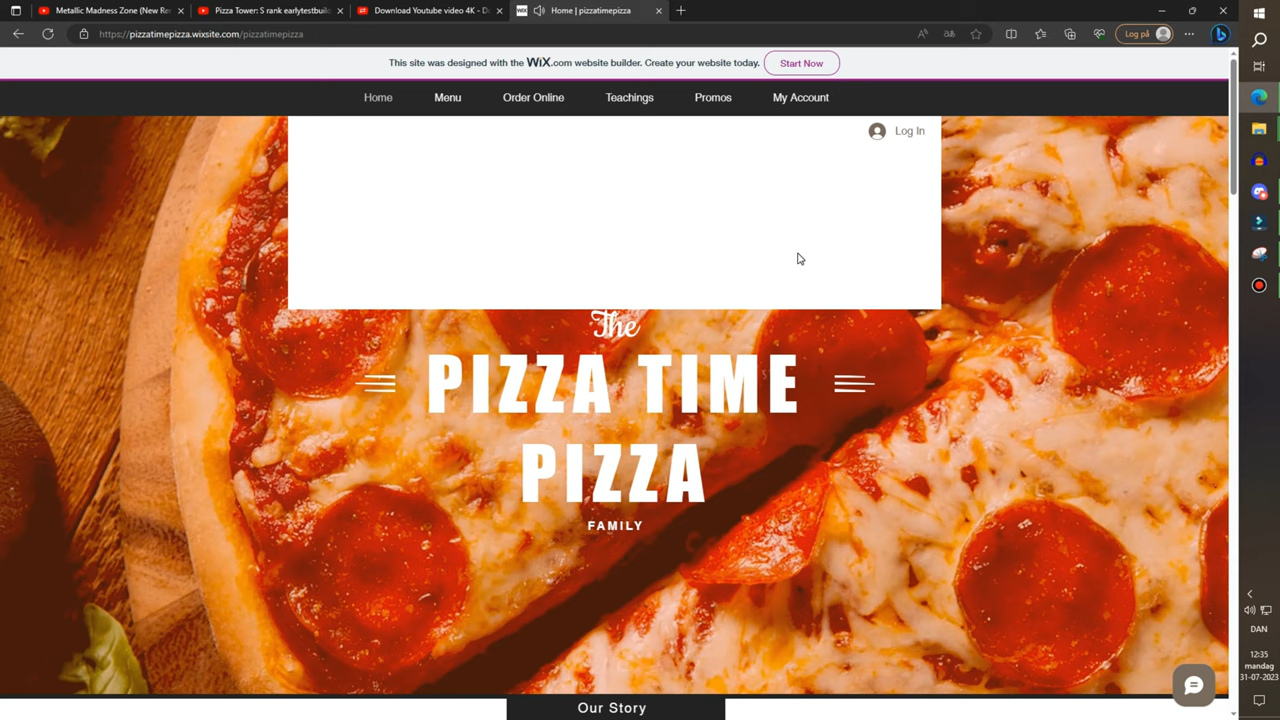 Metallic Madness Zone (New Re
Pizza Tower: S rank earlytestbuil
Download Youtube video 4K - D
WIX
Home | pizzatimepizza
https://pizzatimepizza.wixsite.com/pizzatimepizza
Log på
This site was designed with the WiX.com website builder. Create your website today.
Start Now
Home
Menu
Order Online
Teachings
Promos
My Account
Log In
The
PIZZA TIME
PIZZA
FAMILY
Our Story
DAN
12:35
mandag
31-07-2023